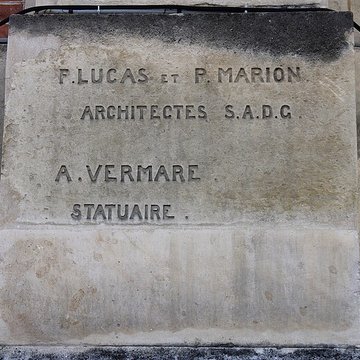 F. LUCAS ET P. MARION
ARCHITECTES S.A.D.G.
A. VERMARE.
STATUAIRE.